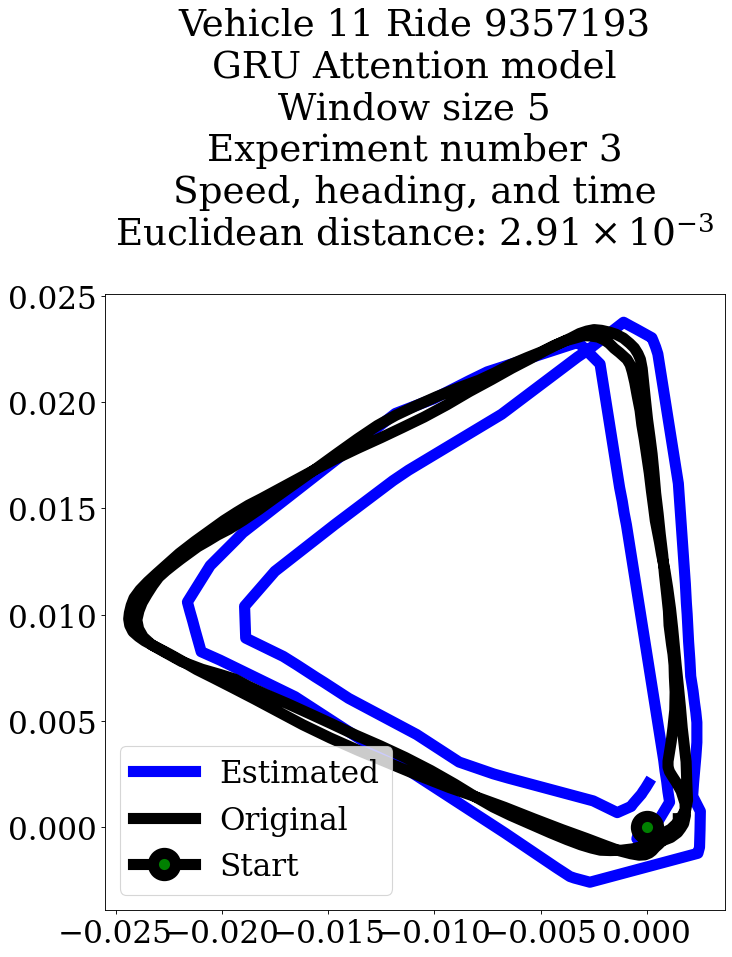 Vehicle 11 Ride 9357193
GRU Attention model
Window size 5
Experiment number 3
Speed, heading, and time
Euclidean distance: 2.91 × 10⁻³
0.025
0.020
0.015
0.010
0.005
0.000
Estimated
Original
Start
−0.025 −0.020 −0.015 −0.010 −0.005 0.000